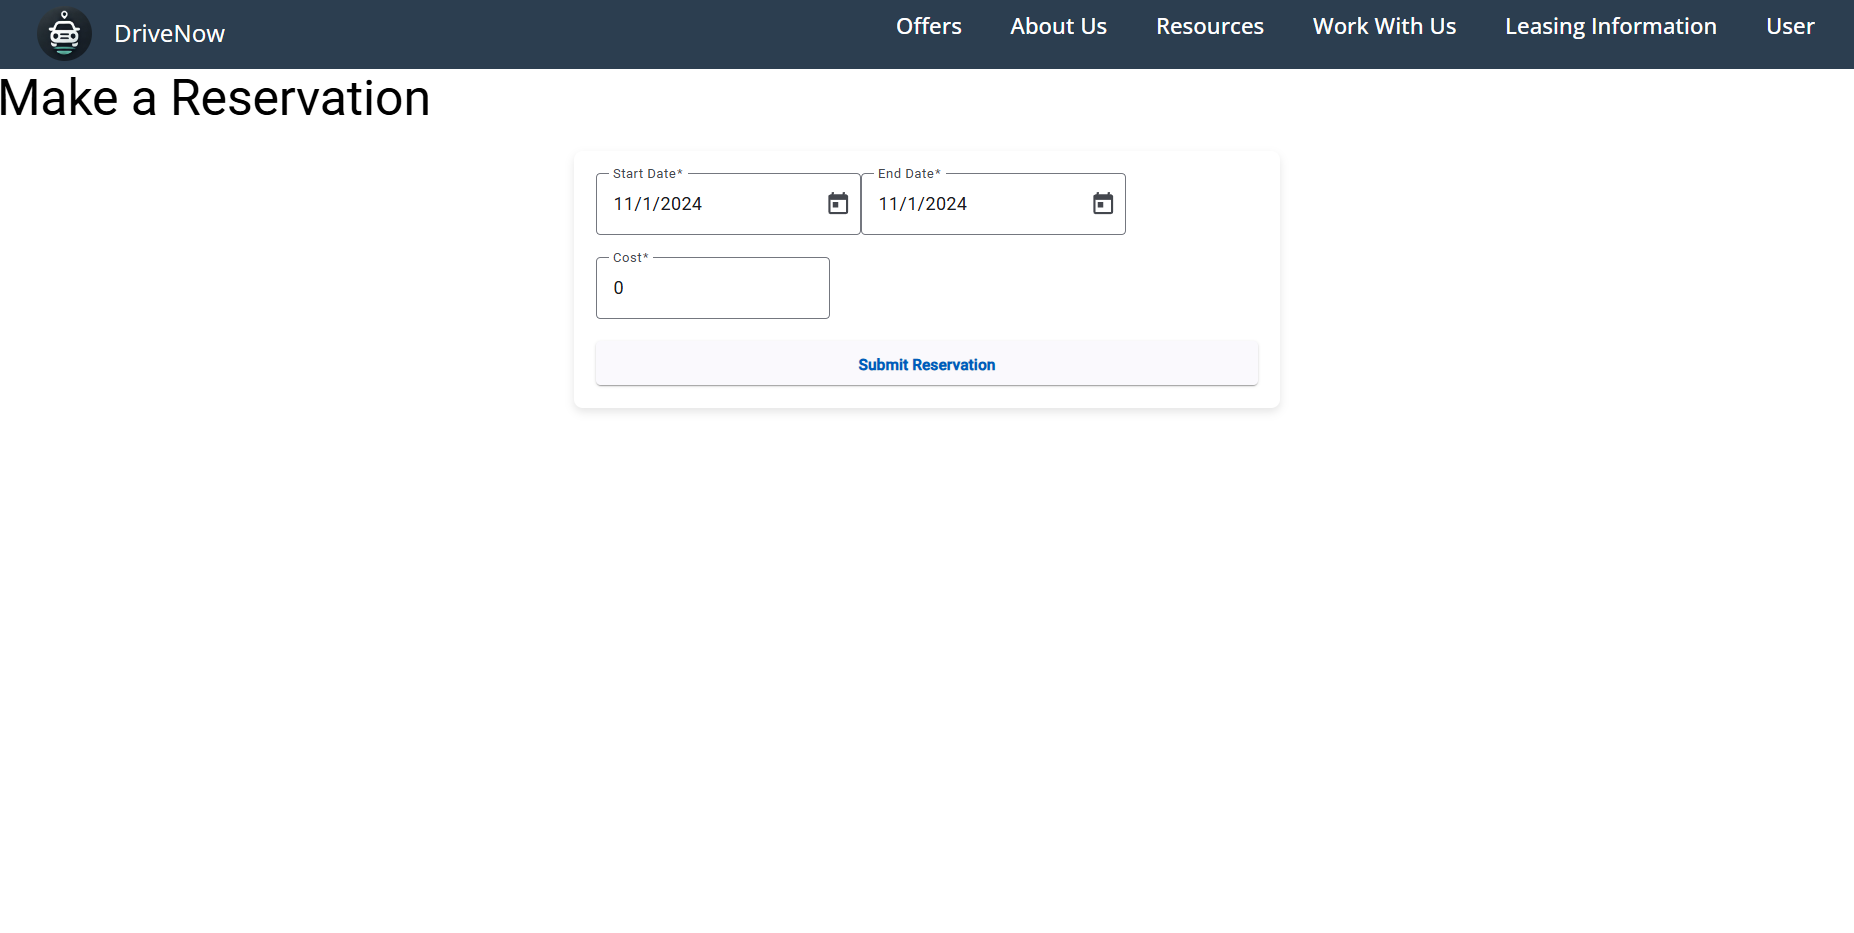 DriveNow
Offers
About Us
Resources
Work With Us
Leasing Information
User
Make a Reservation
Start Date*
End Date*
11/1/2024
11/1/2024
Cost*
0
Submit Reservation